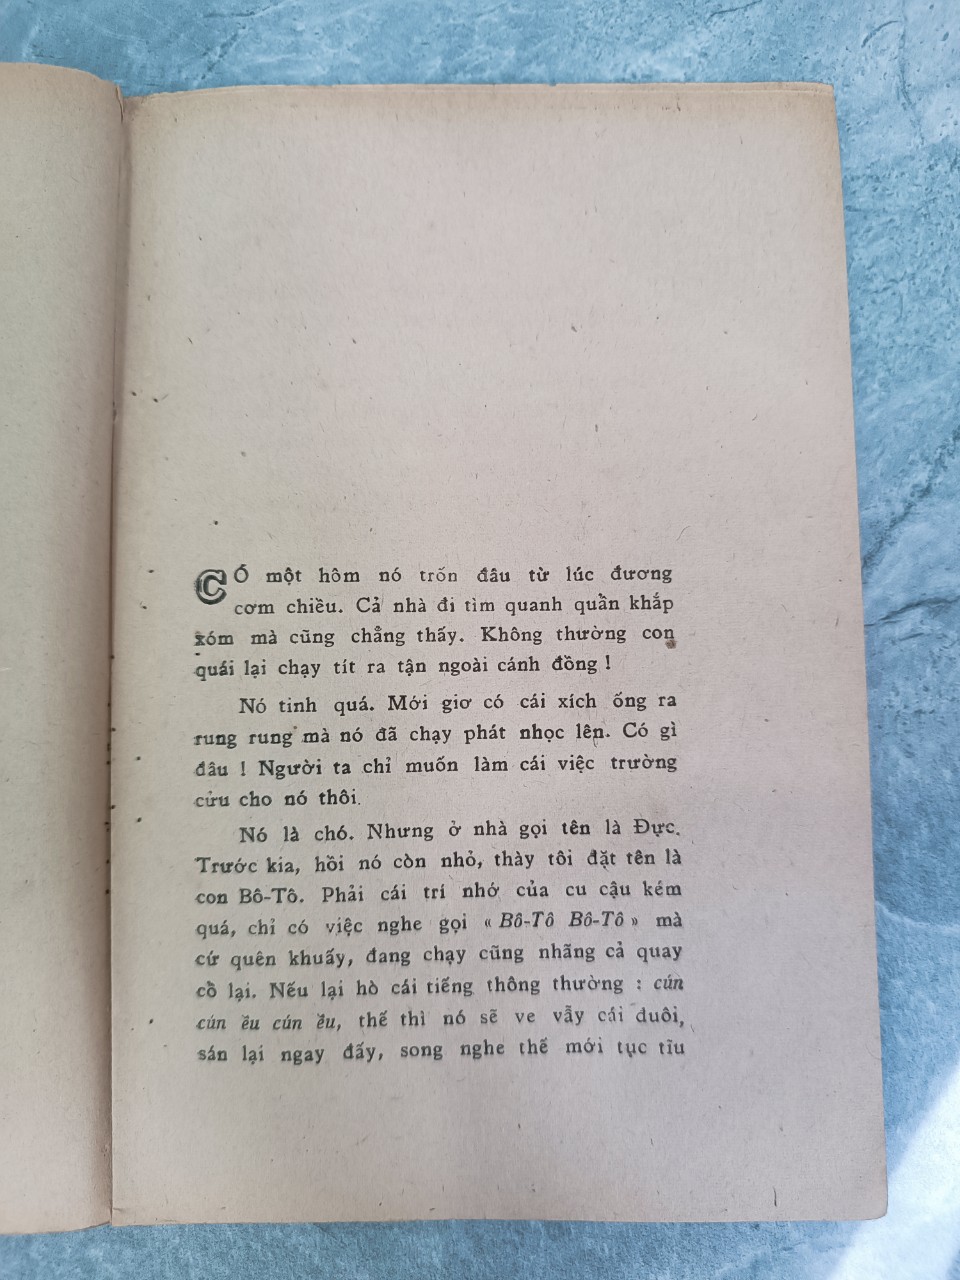 CÓ một hôm nó trốn đâu từ lúc đương
cơm chiều. Cả nhà đi tìm quanh quẩn khắp
xóm mà cũng chẳng thấy. Không thường con
quái lại chạy tít ra tận ngoài cánh đồng !
Nó tinh quá. Mới giơ có cái xích ống ra
rung rung mà nó đã chạy phát nhọc lên. Có gì
đâu ! Người ta chỉ muốn làm cái việc trường
cửu cho nó thôi.
Nó là chó. Nhưng ở nhà gọi tên là Đực.
Trước kia, hồi nó còn nhỏ, thày tôi đặt tên là
con Bô-Tô. Phải cái trí nhớ của cu cậu kém
quá, chỉ có việc nghe gọi « Bô-Tô Bô-Tô » mà
cứ quên khuấy, đang chạy cũng nhãng cả quay
cổ lại. Nếu lại hò cái tiếng thông thường : cún
cún ễu cún ễu, thế thì nó sẽ ve vẫy cái đuôi,
sán lại ngay đấy, song nghe thế mới tục tĩu